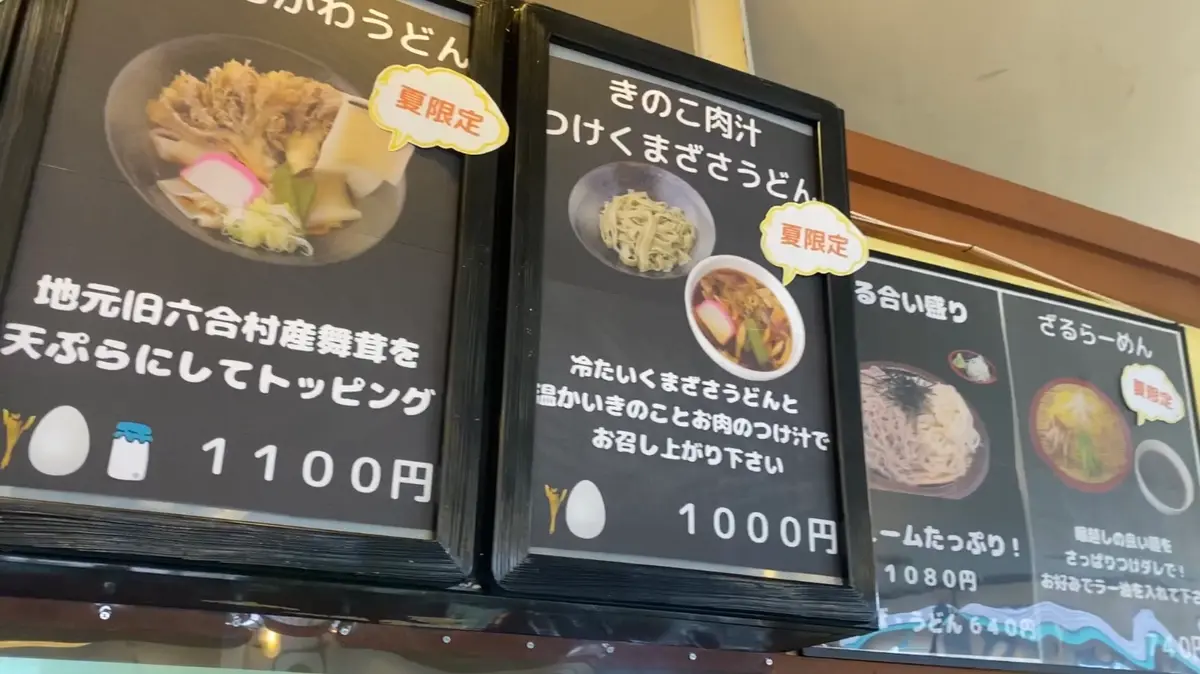 かわうどん
夏限定
地元旧六合村産舞茸を
天ぷらにしてトッピング
1100円
きのこ肉汁
つけくまざさうどん
夏限定
冷たいくまざさうどんと
温かいきのことお肉のつけ汁で
お召し上がり下さい
1000円
る合い盛り
ームたっぷり!
1080円
うどん640円
ざるらーめん
夏限定
喉越しの良い麺を
さっぱりつけダレで!
お好みでラー油を入れて下さ
740円